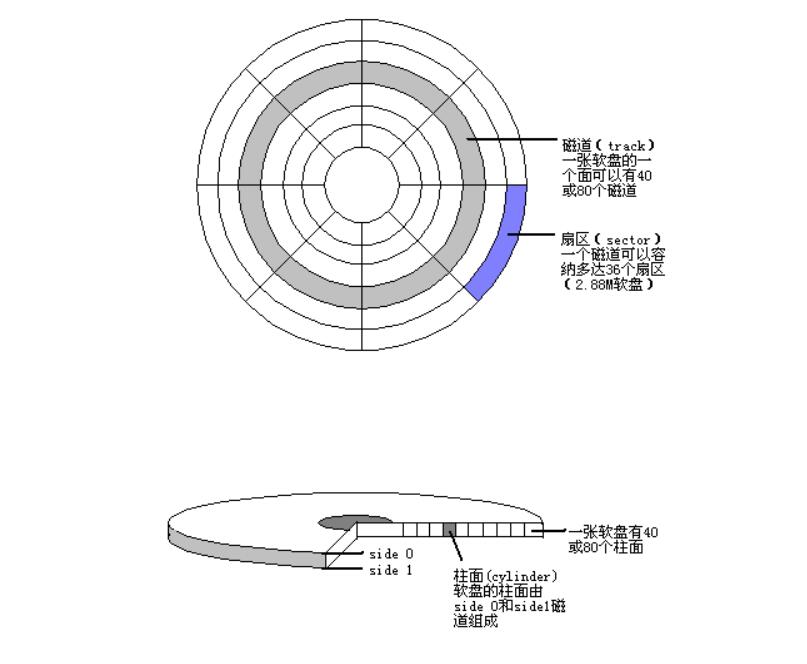 磁道(track)
一张软盘的一
个面可以有40
或80个磁道
扇区(sector)
一个磁道可以容
纳多达36个扇区
(2.88M软盘)
一张软盘有40
或80个柱面
side 0
side 1
柱面(cylinder)
软盘的柱面由
side 0和side1磁
道组成